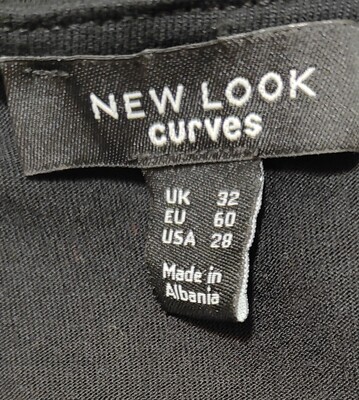 NEW LOOK
curves
UK 32
EU 60
USA 28
Made in
Albania